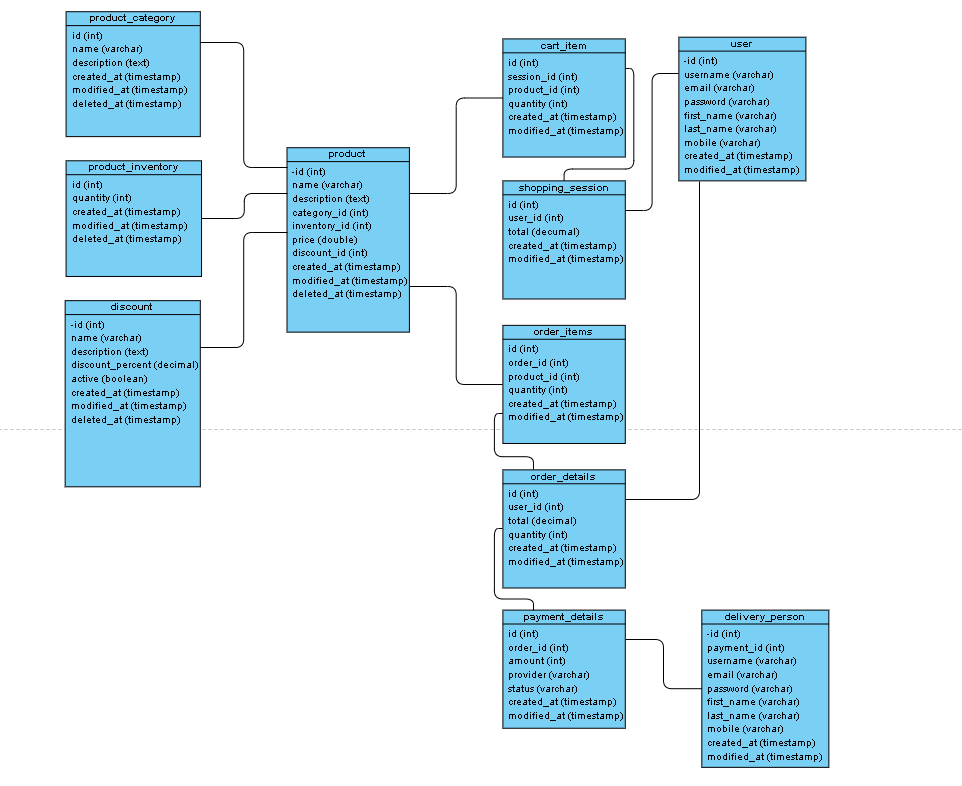 product_category
id (int)
name (varchar)
description (text)
created_at (timestamp)
modified_at (timestamp)
deleted_at (timestamp)
product_inventory
id (int)
quantity (int)
created_at (timestamp)
modified_at (timestamp)
deleted_at (timestamp)
discount
-id (int)
name (varchar)
description (text)
discount_percent (decimal)
active (boolean)
created_at (timestamp)
modified_at (timestamp)
deleted_at (timestamp)
product
-id (int)
name (varchar)
description (text)
category_id (int)
inventory_id (int)
price (double)
discount_id (int)
created_at (timestamp)
modified_at (timestamp)
deleted_at (timestamp)
cart_item
id (int)
session_id (int)
product_id (int)
quantity (int)
created_at (timestamp)
modified_at (timestamp)
shopping_session
id (int)
user_id (int)
total (decumal)
created_at (timestamp)
modified_at (timestamp)
order_items
id (int)
order_id (int)
product_id (int)
quantity (int)
created_at (timestamp)
modified_at (timestamp)
order_details
id (int)
user_id (int)
total (decimal)
quantity (int)
created_at (timestamp)
modified_at (timestamp)
payment_details
id (int)
order_id (int)
amount (int)
provider (varchar)
status (varchar)
created_at (timestamp)
modified_at (timestamp)
user
-id (int)
username (varchar)
email (varchar)
password (varchar)
first_name (varchar)
last_name (varchar)
mobile (varchar)
created_at (timestamp)
modified_at (timestamp)
delivery_person
-id (int)
payment_id (int)
username (varchar)
email (varchar)
password (varchar)
first_name (varchar)
last_name (varchar)
mobile (varchar)
created_at (timestamp)
modified_at (timestamp)